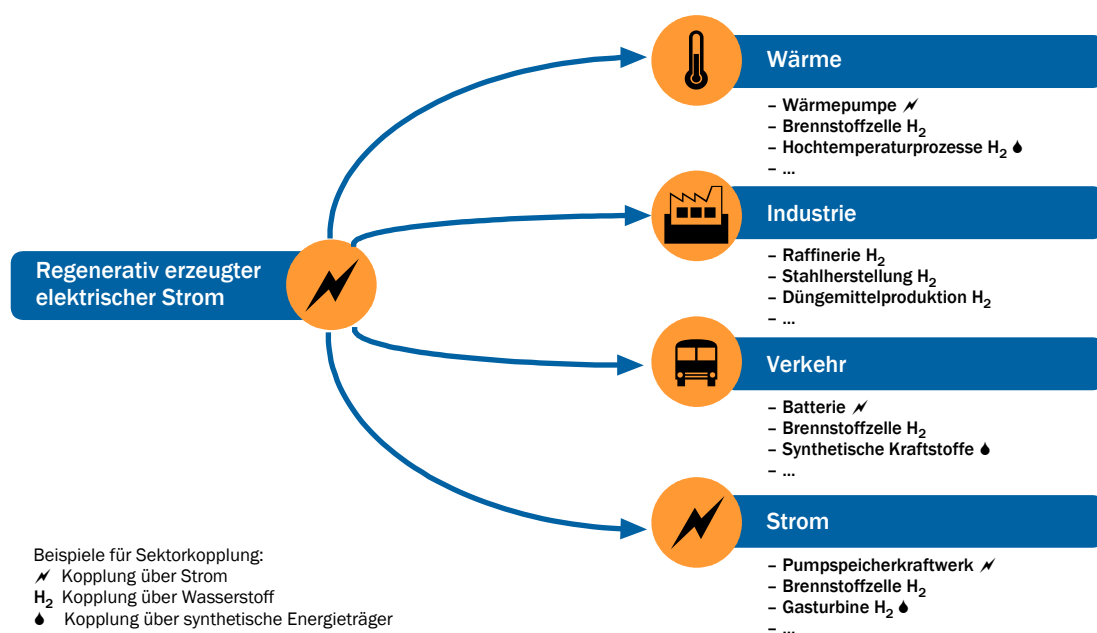 Wärme
– Wärmepumpe
– Brennstoffzelle H₂
– Hochtemperaturprozesse H₂
– ...
Industrie
– Raffinerie H₂
– Stahlherstellung H₂
– Düngemittelproduktion H₂
– ...
Regenerativ erzeugter
elektrischer Strom
Verkehr
– Batterie
– Brennstoffzelle H₂
– Synthetische Kraftstoffe
– ...
Strom
– Pumpspeicherkraftwerk
– Brennstoffzelle H₂
– Gasturbine H₂
– ...
Beispiele für Sektorkopplung:
Kopplung über Strom
H₂ Kopplung über Wasserstoff
Kopplung über synthetische Energieträger